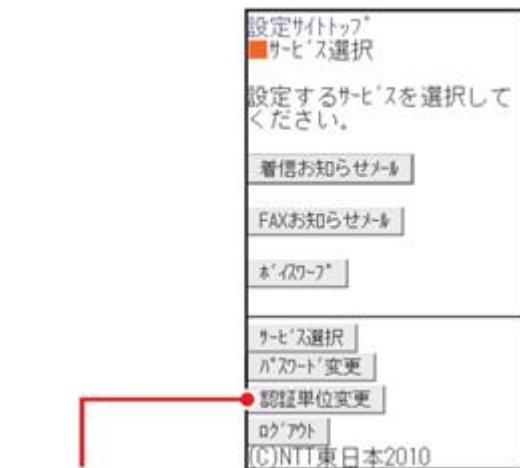 設定ｻｲﾄﾄｯﾌﾟ
ｻｰﾋﾞｽ選択
設定するｻｰﾋﾞｽを選択して
ください。
着信お知らせﾒｰﾙ
FAXお知らせﾒｰﾙ
ﾎﾞｲｽﾜｰﾌﾟ
ｻｰﾋﾞｽ選択
ﾊﾟｽﾜｰﾄﾞ変更
認証単位変更
ﾛｸﾞｱｳﾄ
(C)NTT東日本2010